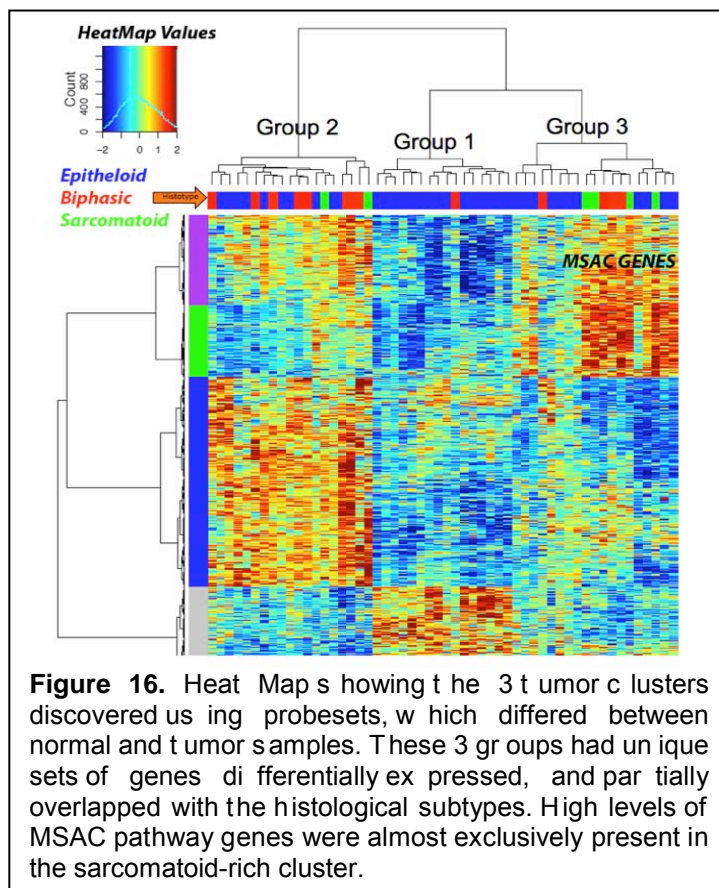 HeatMap Values
Count
0 400 800
-2 -1 0 1 2
Group 2
Group 1
Group 3
Epitheloid
Biphasic
Histotype
Sarcomatoid
MSAC GENES
Figure 16. Heat Map s howing t he 3 t umor c lusters
discovered us ing probesets, w hich differed between
normal and t umor s amples. T hese 3 gr oups had un ique
sets of genes di fferentially ex pressed, and par tially
overlapped with the histological subtypes. High levels of
MSAC pathway genes were almost exclusively present in
the sarcomatoid-rich cluster.